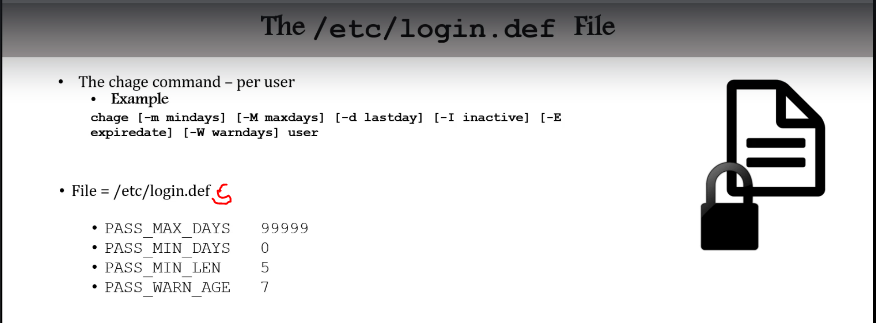 The /etc/login.def File
• The chage command – per user
• Example
chage [-m mindays] [-M maxdays] [-d lastday] [-I inactive] [-E
expiredate] [-W warndays] user
• File = /etc/login.def s
• PASS_MAX_DAYS 99999
• PASS_MIN_DAYS 0
• PASS_MIN_LEN 5
• PASS_WARN_AGE 7